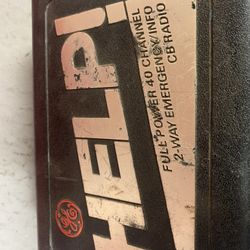 HELP!
FULL POWER 40 CHANNEL
2-WAY EMERGENCY/INFO
CB RADIO
GE